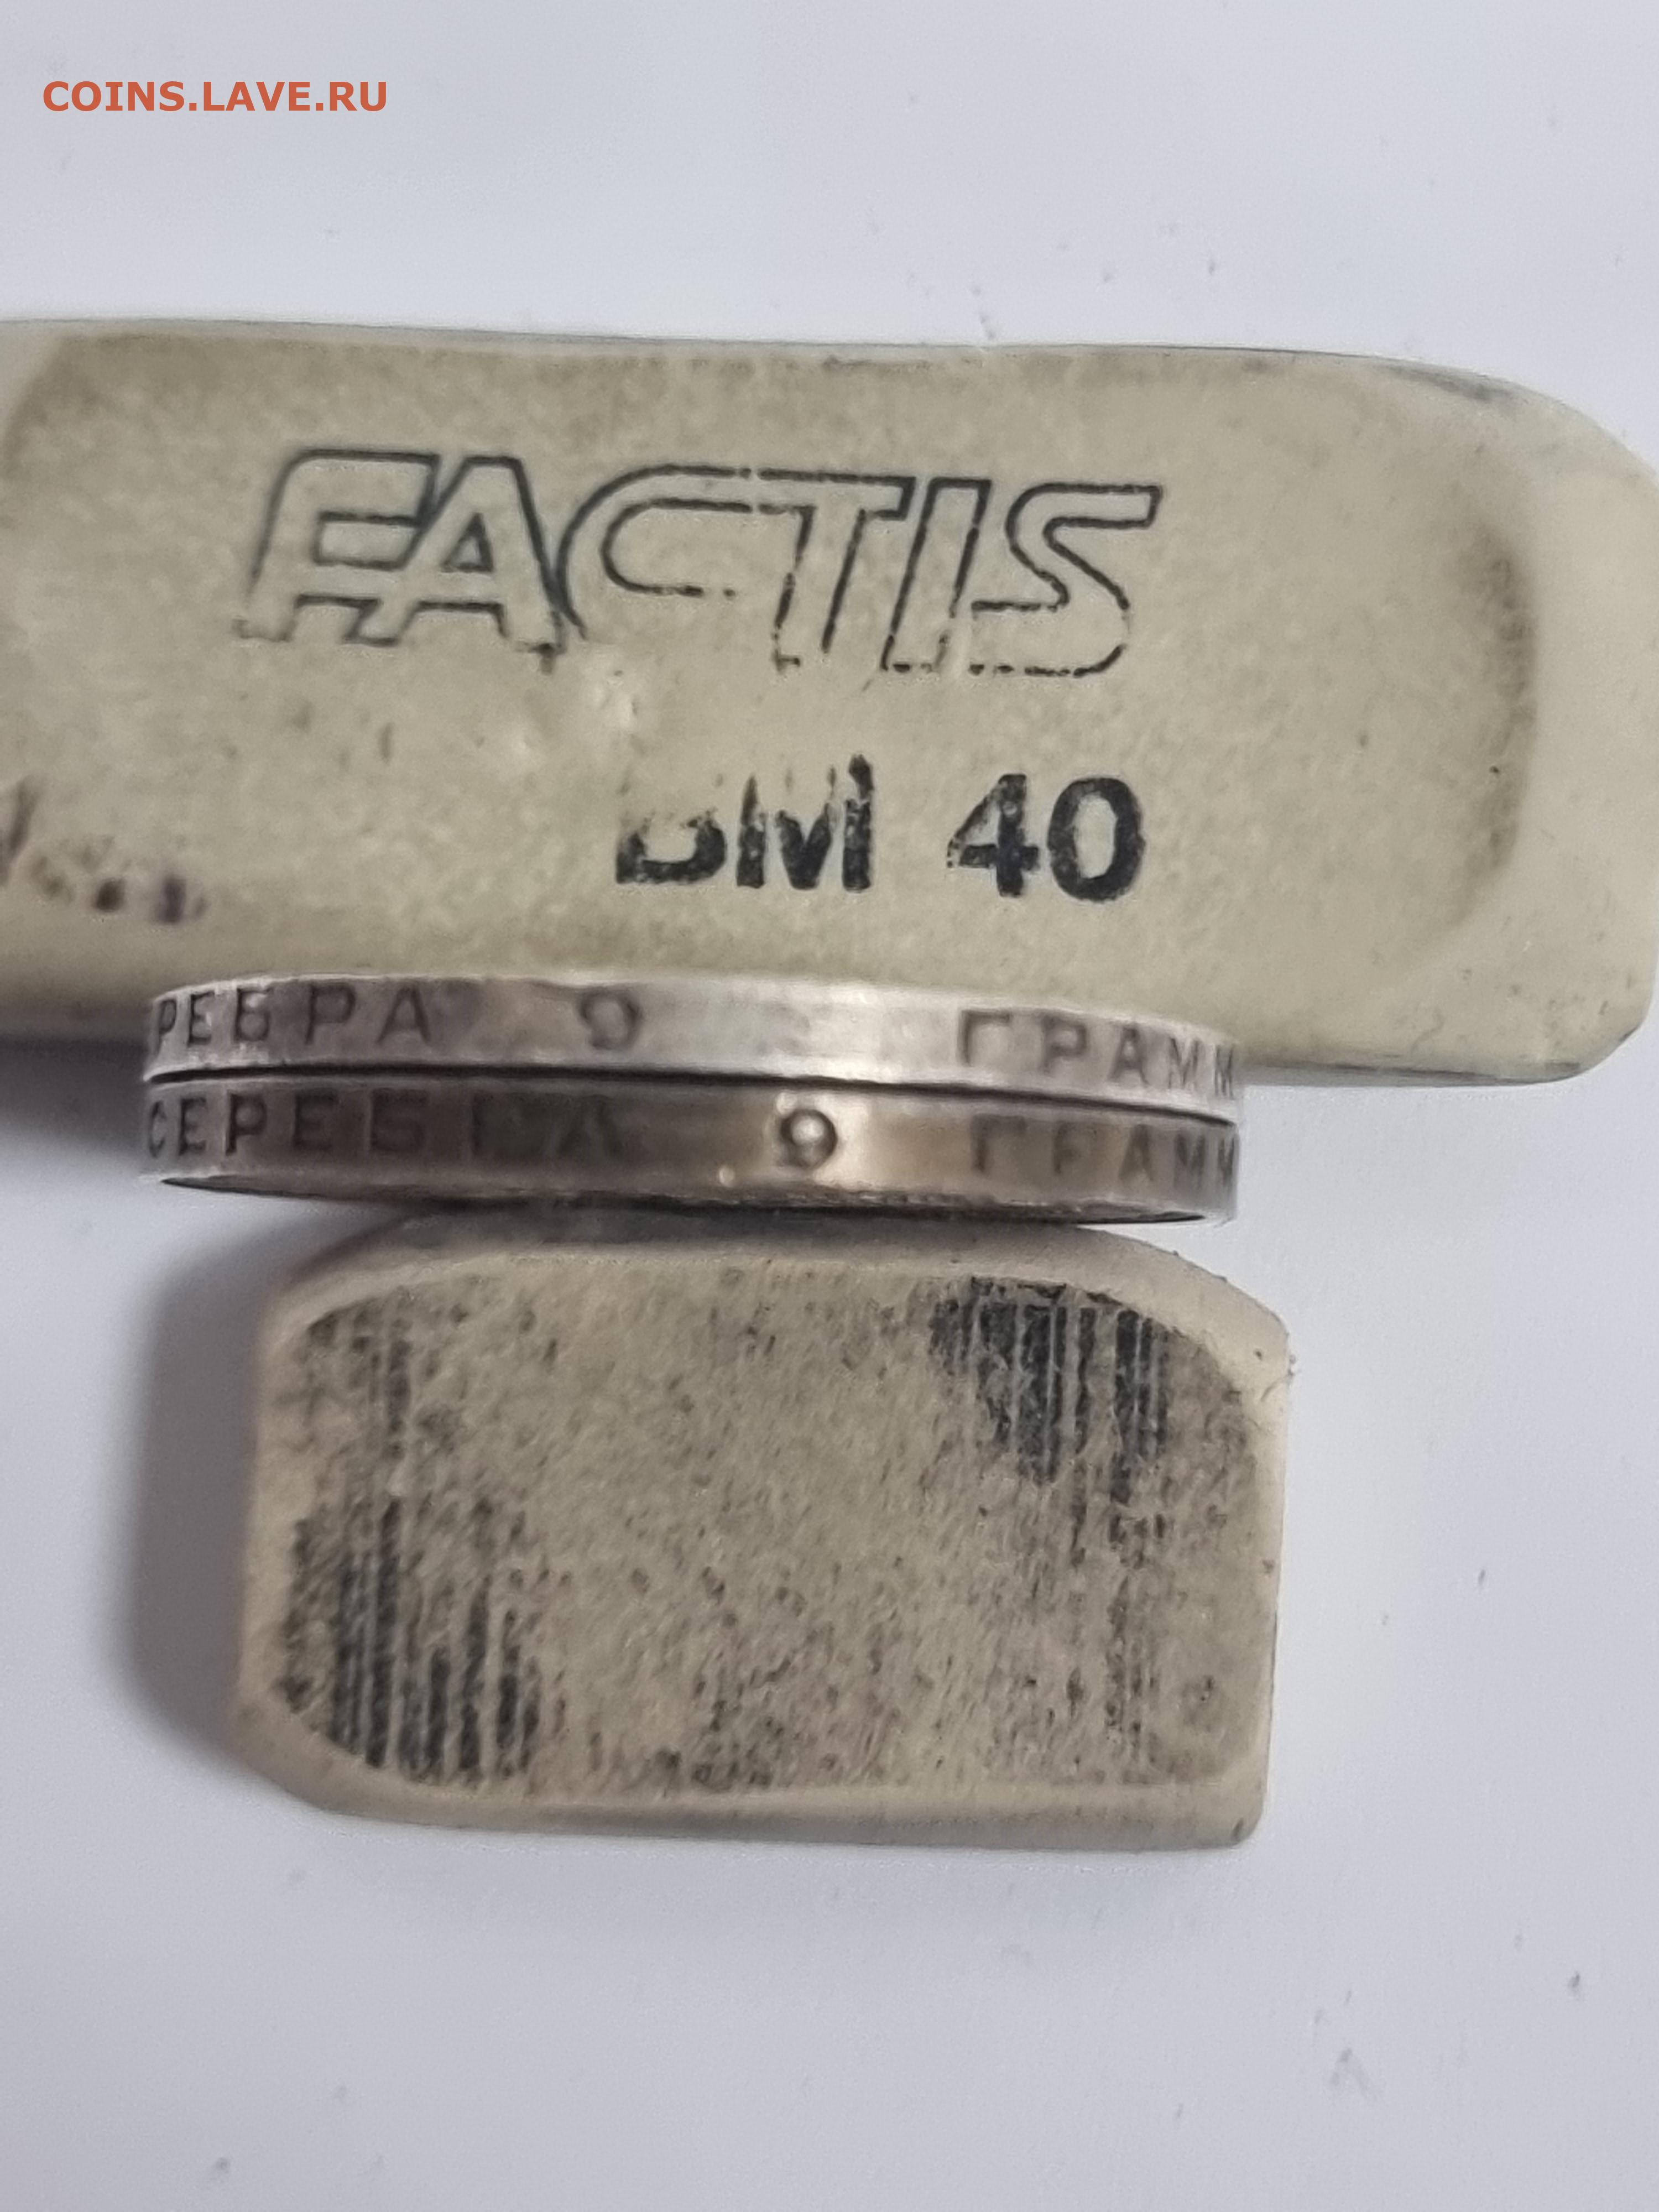 COINS.LAVE.RU
FACTIS
BM 40
РЕБРА 9 ГРАММ
СЕРЕБРА 9 ГРАММ